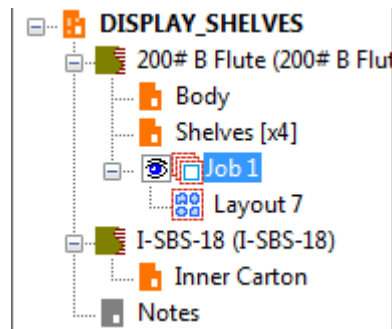 DISPLAY_SHELVES
200# B Flute (200# B Flut
Body
Shelves [x4]
Job 1
Layout 7
I-SBS-18 (I-SBS-18)
Inner Carton
Notes